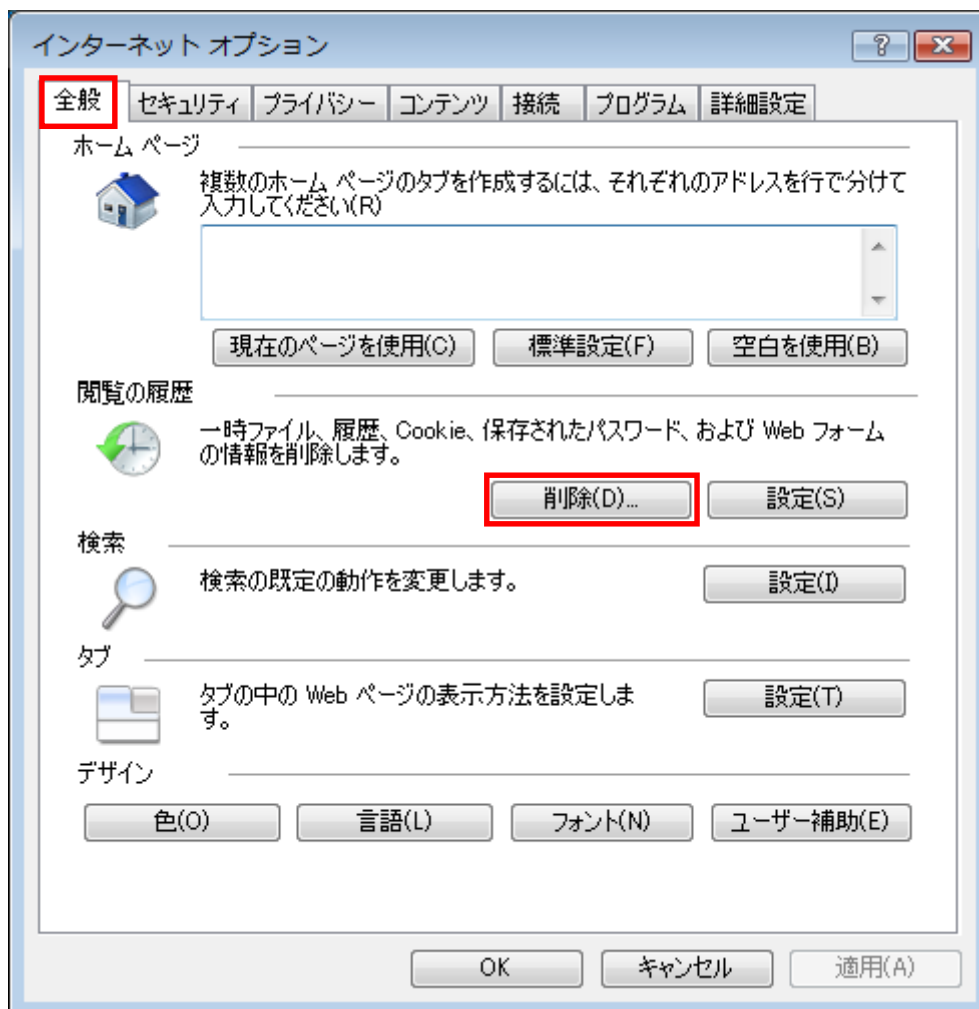 インターネット オプション
全般 セキュリティ プライバシー コンテンツ 接続 プログラム 詳細設定
ホーム ページ
複数のホーム ページのタブを作成するには、それぞれのアドレスを行で分けて
入力してください(R)
現在のページを使用(C) 標準設定(F) 空白を使用(B)
閲覧の履歴
一時ファイル、履歴、Cookie、保存されたパスワード、および Web フォーム
の情報を削除します。
削除(D)... 設定(S)
検索
検索の既定の動作を変更します。 設定(I)
タブ
タブの中の Web ページの表示方法を設定しま
す。
設定(T)
デザイン
色(O) 言語(L) フォント(N) ユーザー補助(E)
OK キャンセル 適用(A)